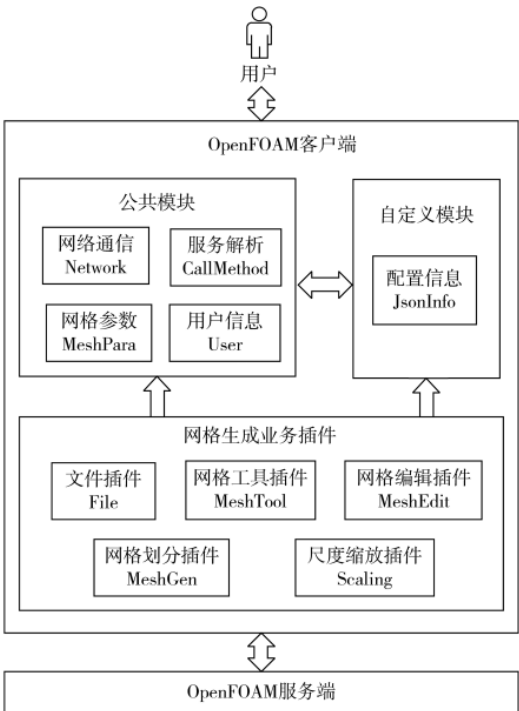 用户
OpenFOAM客户端
公共模块
网络通信
Network
服务解析
CallMethod
网格参数
MeshPara
用户信息
User
自定义模块
配置信息
JsonInfo
网格生成业务插件
文件插件
File
网格工具插件
MeshTool
网格编辑插件
MeshEdit
网格划分插件
MeshGen
尺度缩放插件
Scaling
OpenFOAM服务端